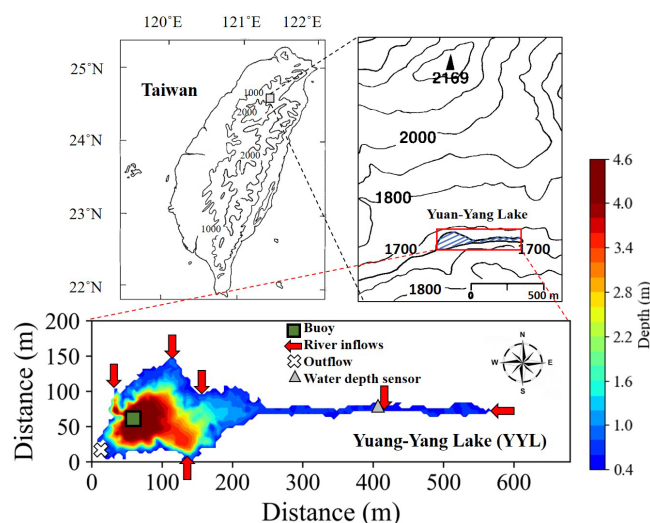 120°E 121°E 122°E
25°N
24°N
23°N
22°N
Taiwan
1000
2000
2000
1000
2169
2000
1800
Yuan-Yang Lake
1700
1700
1800
0 500 m
4.6
4.0
3.4
2.8
2.2
1.6
1.0
0.4
Depth (m)
200
150
100
50
0
Distance (m)
Buoy
River inflows
Outflow
Water depth sensor
N
W E
S
Yuang-Yang Lake (YYL)
0 100 200 300 400 500 600
Distance (m)